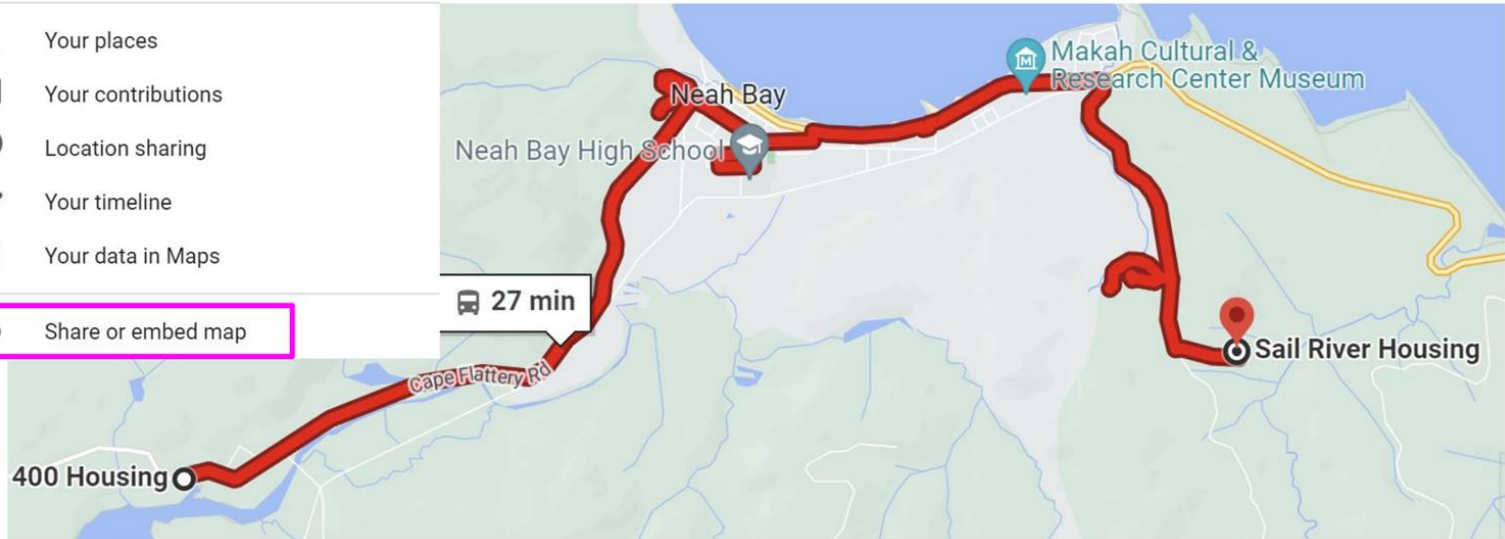 Your places
Your contributions
Location sharing
Your timeline
Your data in Maps
Share or embed map
Neah Bay
Makah Cultural &
Research Center Museum
Neah Bay High School
27 min
Sail River Housing
Cape Flattery Rd
400 Housing